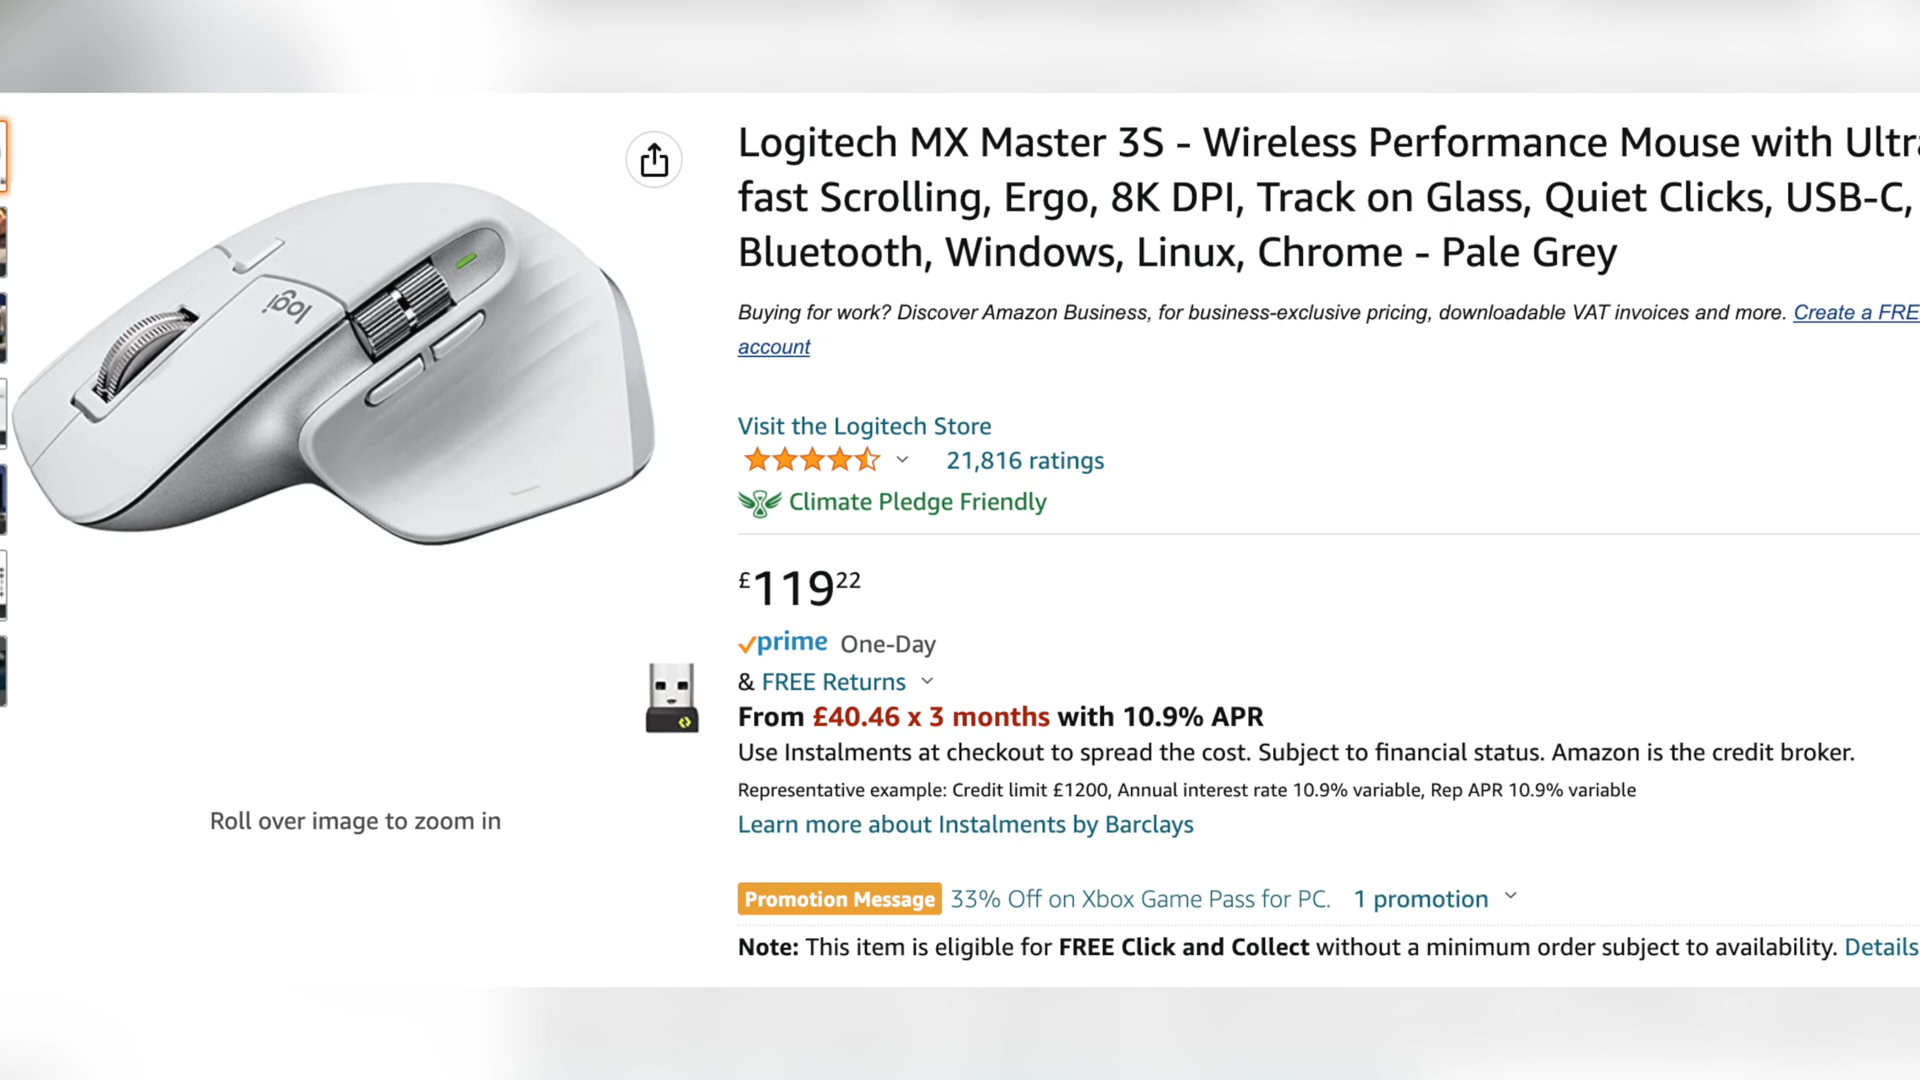 Logitech MX Master 3S - Wireless Performance Mouse with Ultra
fast Scrolling, Ergo, 8K DPI, Track on Glass, Quiet Clicks, USB-C,
Bluetooth, Windows, Linux, Chrome - Pale Grey
Buying for work? Discover Amazon Business, for business-exclusive pricing, downloadable VAT invoices and more. Create a FRE
account
logi
Visit the Logitech Store
21,816 ratings
Climate Pledge Friendly
£11922
prime One-Day
& FREE Returns
From £40.46 x 3 months with 10.9% APR
Use Instalments at checkout to spread the cost. Subject to financial status. Amazon is the credit broker.
Representative example: Credit limit £1200, Annual interest rate 10.9% variable, Rep APR 10.9% variable
Roll over image to zoom in
Learn more about Instalments by Barclays
Promotion Message 33% Off on Xbox Game Pass for PC. 1 promotion
Note: This item is eligible for FREE Click and Collect without a minimum order subject to availability. Details